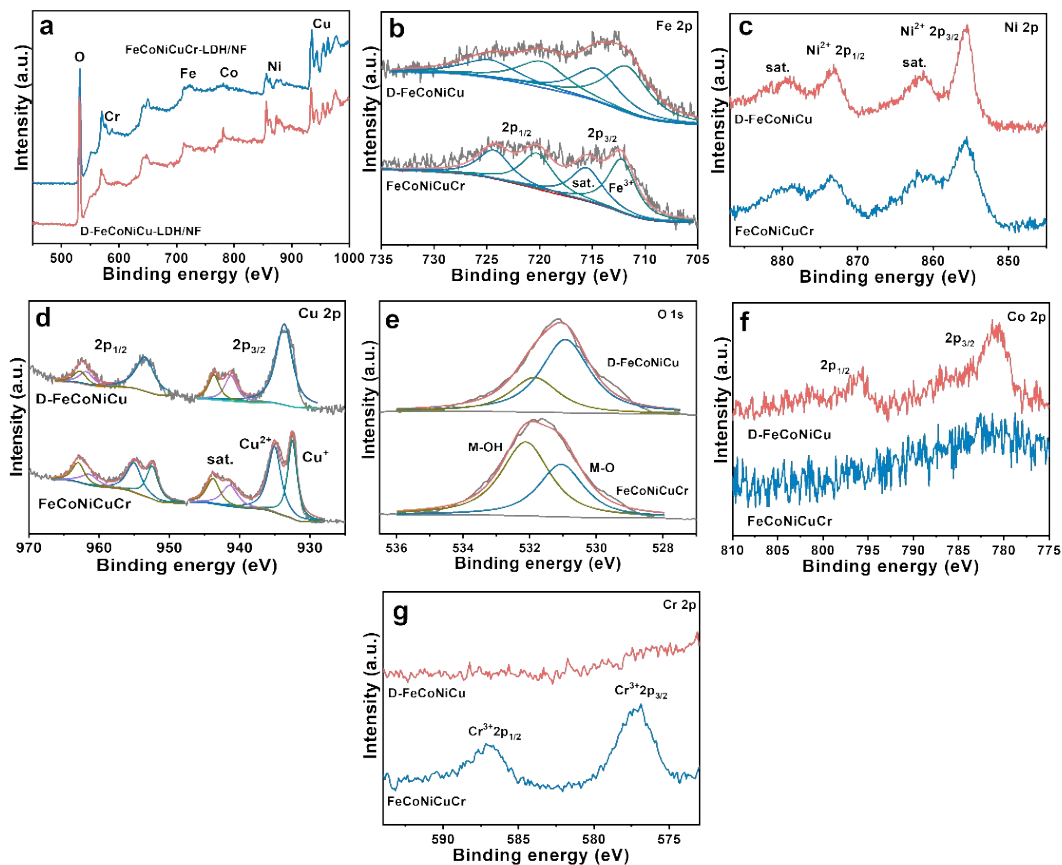 a
Cu
FeCoNiCuCr-LDH/NF
O
Fe
Co
Ni
Cr
D-FeCoNiCu-LDH/NF
Intensity (a.u.)
500 600 700 800 900 1000
Binding energy (eV)
b
Fe 2p
D-FeCoNiCu
2p1/2
2p3/2
sat.
Fe3+
FeCoNiCuCr
Intensity (a.u.)
735 730 725 720 715 710 705
Binding energy (eV)
c
Ni 2p
Ni2+ 2p3/2
Ni2+ 2p1/2
sat.
sat.
D-FeCoNiCu
FeCoNiCuCr
Intensity (a.u.)
880 870 860 850
Binding energy (eV)
d
Cu 2p
2p1/2
2p3/2
D-FeCoNiCu
Cu2+
Cu+
sat.
FeCoNiCuCr
Intensity (a.u.)
970 960 950 940 930
Binding energy (eV)
e
O 1s
D-FeCoNiCu
M-OH
M-O
FeCoNiCuCr
Intensity (a.u.)
536 534 532 530 528
Binding energy (eV)
f
Co 2p
2p3/2
2p1/2
D-FeCoNiCu
FeCoNiCuCr
Intensity (a.u.)
810 805 800 795 790 785 780 775
Binding energy (eV)
g
Cr 2p
D-FeCoNiCu
Cr3+2p3/2
Cr3+2p1/2
FeCoNiCuCr
Intensity (a.u.)
590 585 580 575
Binding energy (eV)